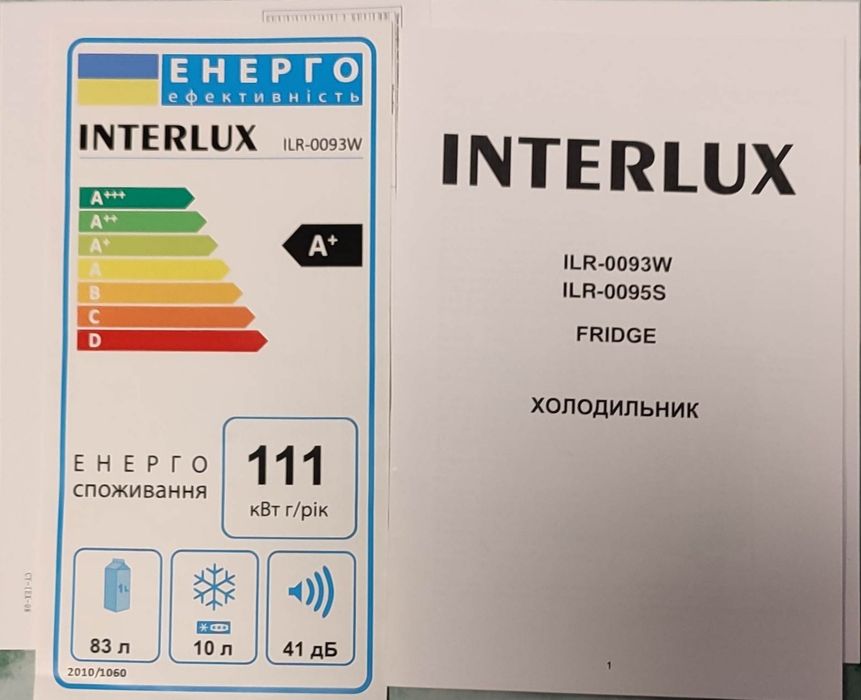 ЕНЕРГО
ефективність
INTERLUX ILR-0093W
A+++
A++
A+
A
B
C
D
A+
ЕНЕРГО
споживання
111
кВт г/рік
1L
83 л
10 л
41 дБ
2010/1060
INTERLUX
ILR-0093W
ILR-0095S
FRIDGE
ХОЛОДИЛЬНИК
1